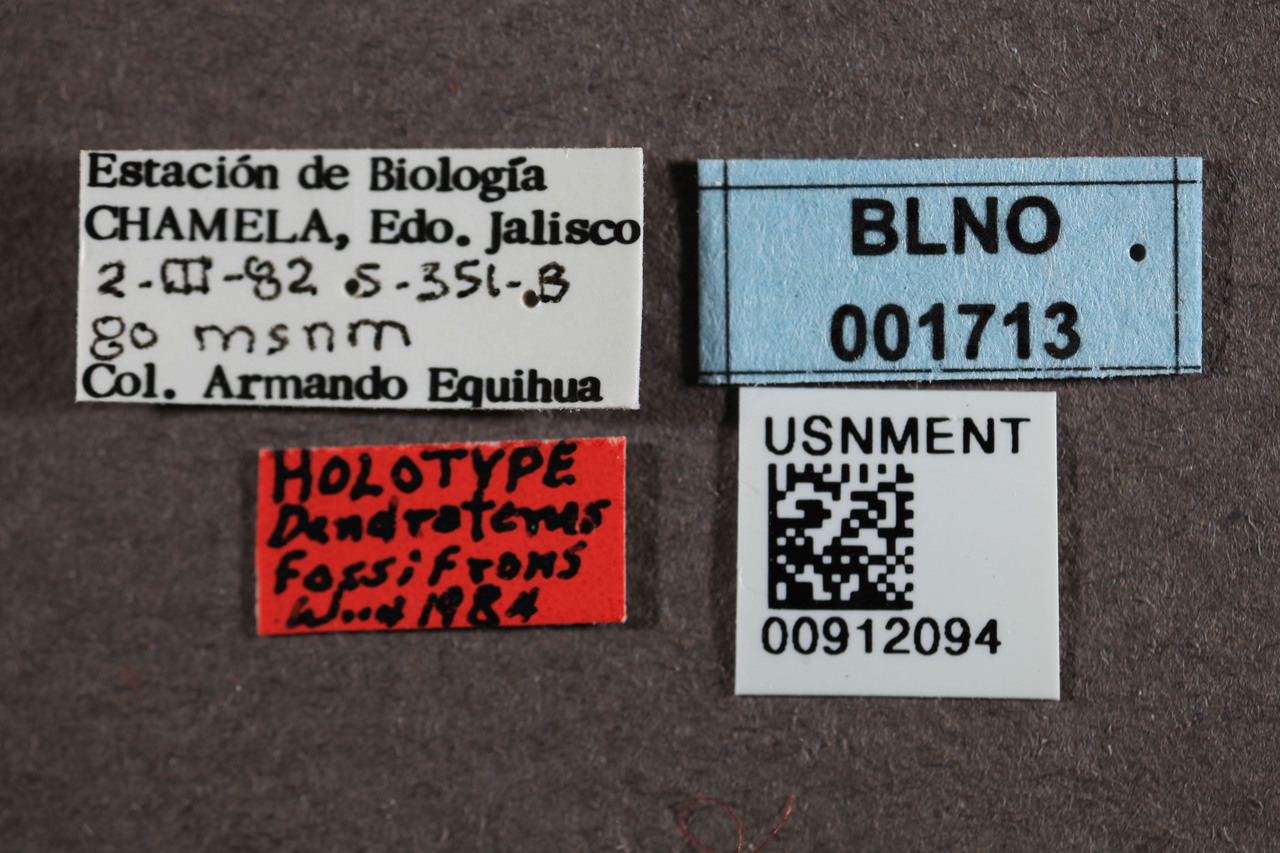 Estación de Biología
CHAMELA, Edo. Jalisco
2-III-82 S-351-B
80 msnm
Col. Armando Equihua
BLNO
001713
HOLOTYPE
Dendroterus
fossifrons
Wood 1984
USNMENT
00912094